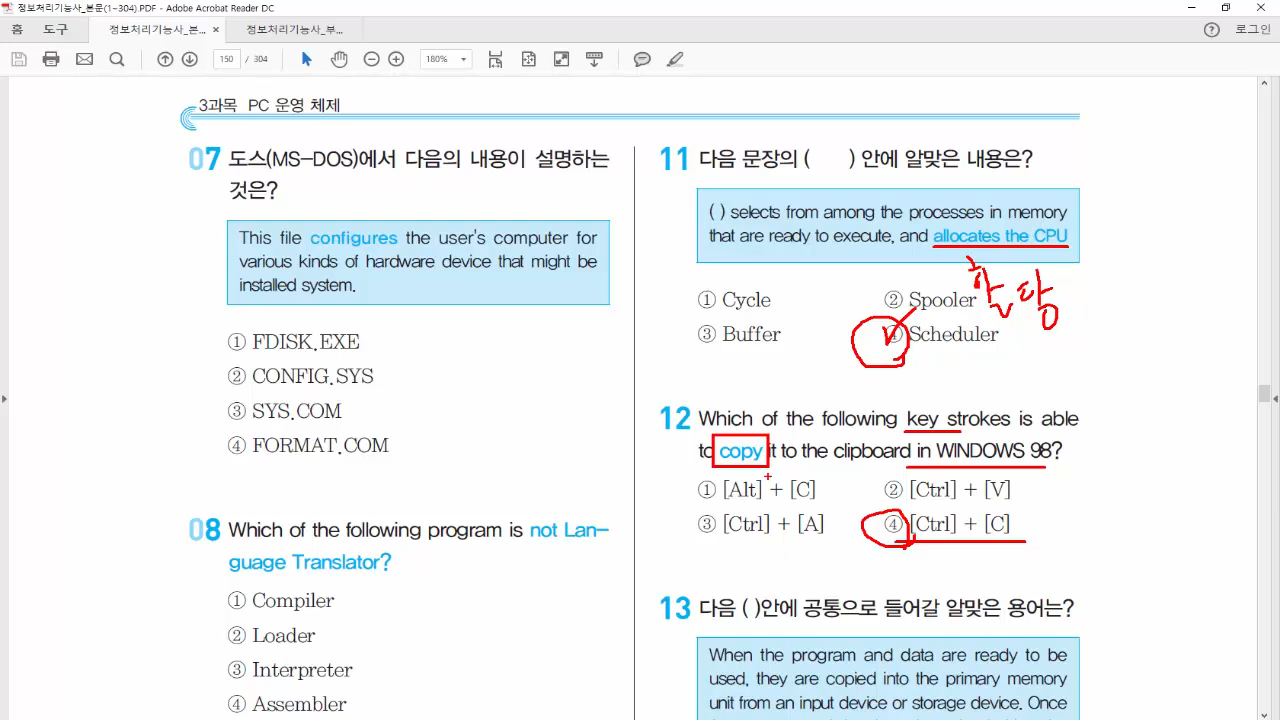 정보처리기능사_본문(1~304).PDF - Adobe Acrobat Reader DC
홈 도구 정보처리기능사_본... × 정보처리기능사_부... 로그인
150 / 304 180%
3과목 PC 운영 체제
07 도스(MS-DOS)에서 다음의 내용이 설명하는
것은?
This file configures the user's computer for
various kinds of hardware device that might be
installed system.
① FDISK.EXE
② CONFIG.SYS
③ SYS.COM
④ FORMAT.COM
08 Which of the following program is not Lan-
guage Translator?
① Compiler
② Loader
③ Interpreter
④ Assembler
11 다음 문장의 ( ) 안에 알맞은 내용은?
( ) selects from among the processes in memory
that are ready to execute, and allocates the CPU
할당
① Cycle ② Spooler
③ Buffer ④ Scheduler
12 Which of the following key strokes is able
to copy it to the clipboard in WINDOWS 98?
① [Alt] + [C] ② [Ctrl] + [V]
③ [Ctrl] + [A] ④ [Ctrl] + [C]
13 다음 ( )안에 공통으로 들어갈 알맞은 용어는?
When the program and data are ready to be
used, they are copied into the primary memory
unit from an input device or storage device. Once